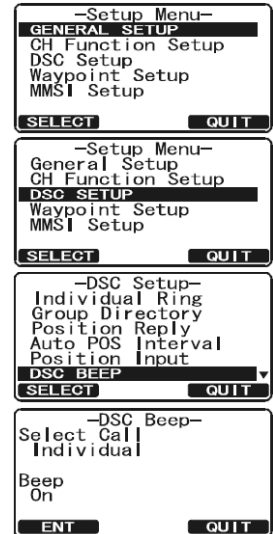 —Setup Menu—
GENERAL SETUP
CH Function Setup
DSC Setup
Waypoint Setup
MMSI Setup
SELECT QUIT
—Setup Menu—
General Setup
CH Function Setup
DSC SETUP
Waypoint Setup
MMSI Setup
SELECT QUIT
—DSC Setup—
Individual Ring
Group Directory
Position Reply
Auto POS Interval
Position Input
DSC BEEP
SELECT QUIT
—DSC Beep—
Select Call
Individual
Beep
On
ENT QUIT